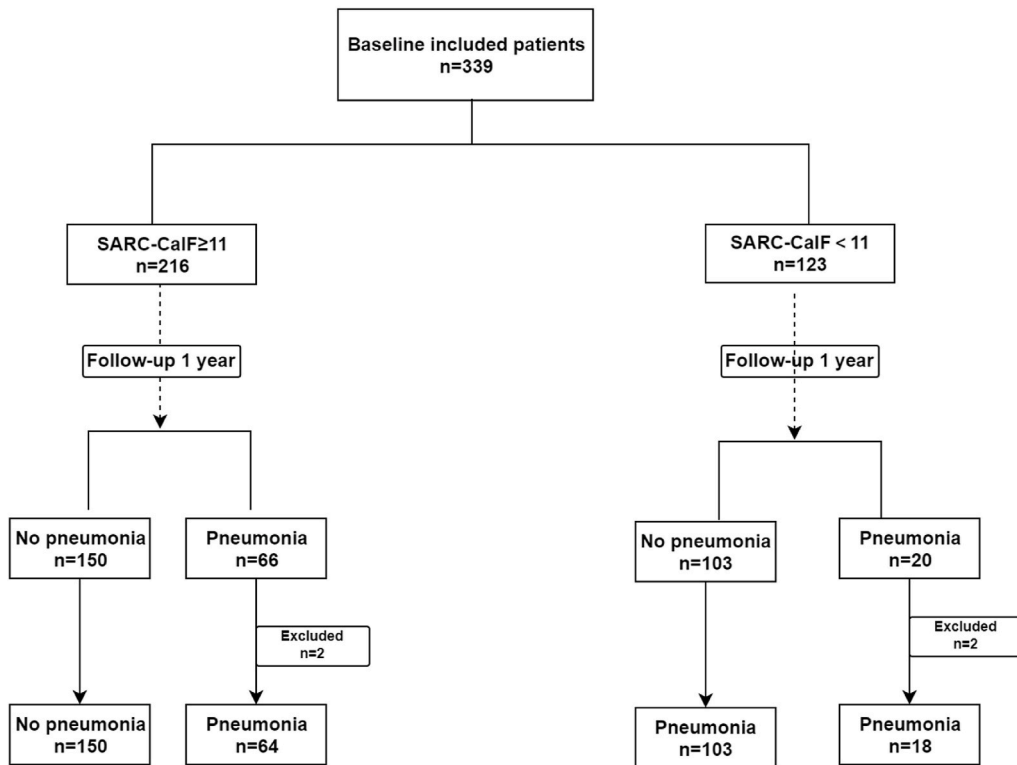 Baseline included patients
n=339
SARC-CalF≥11
n=216
SARC-CalF < 11
n=123
Follow-up 1 year
Follow-up 1 year
No pneumonia
n=150
Pneumonia
n=66
No pneumonia
n=103
Pneumonia
n=20
Excluded
n=2
Excluded
n=2
No pneumonia
n=150
Pneumonia
n=64
Pneumonia
n=103
Pneumonia
n=18